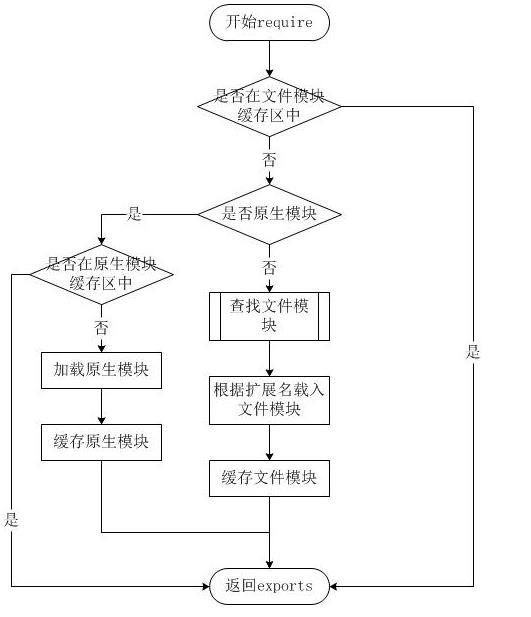 开始require
是否在文件模块
缓存区中
否
是
是否原生模块
是否在原生模块
缓存区中
否
查找文件模
块
否
加载原生模块
根据扩展名载入
文件模块
是
缓存原生模块
缓存文件模块
是
返回exports